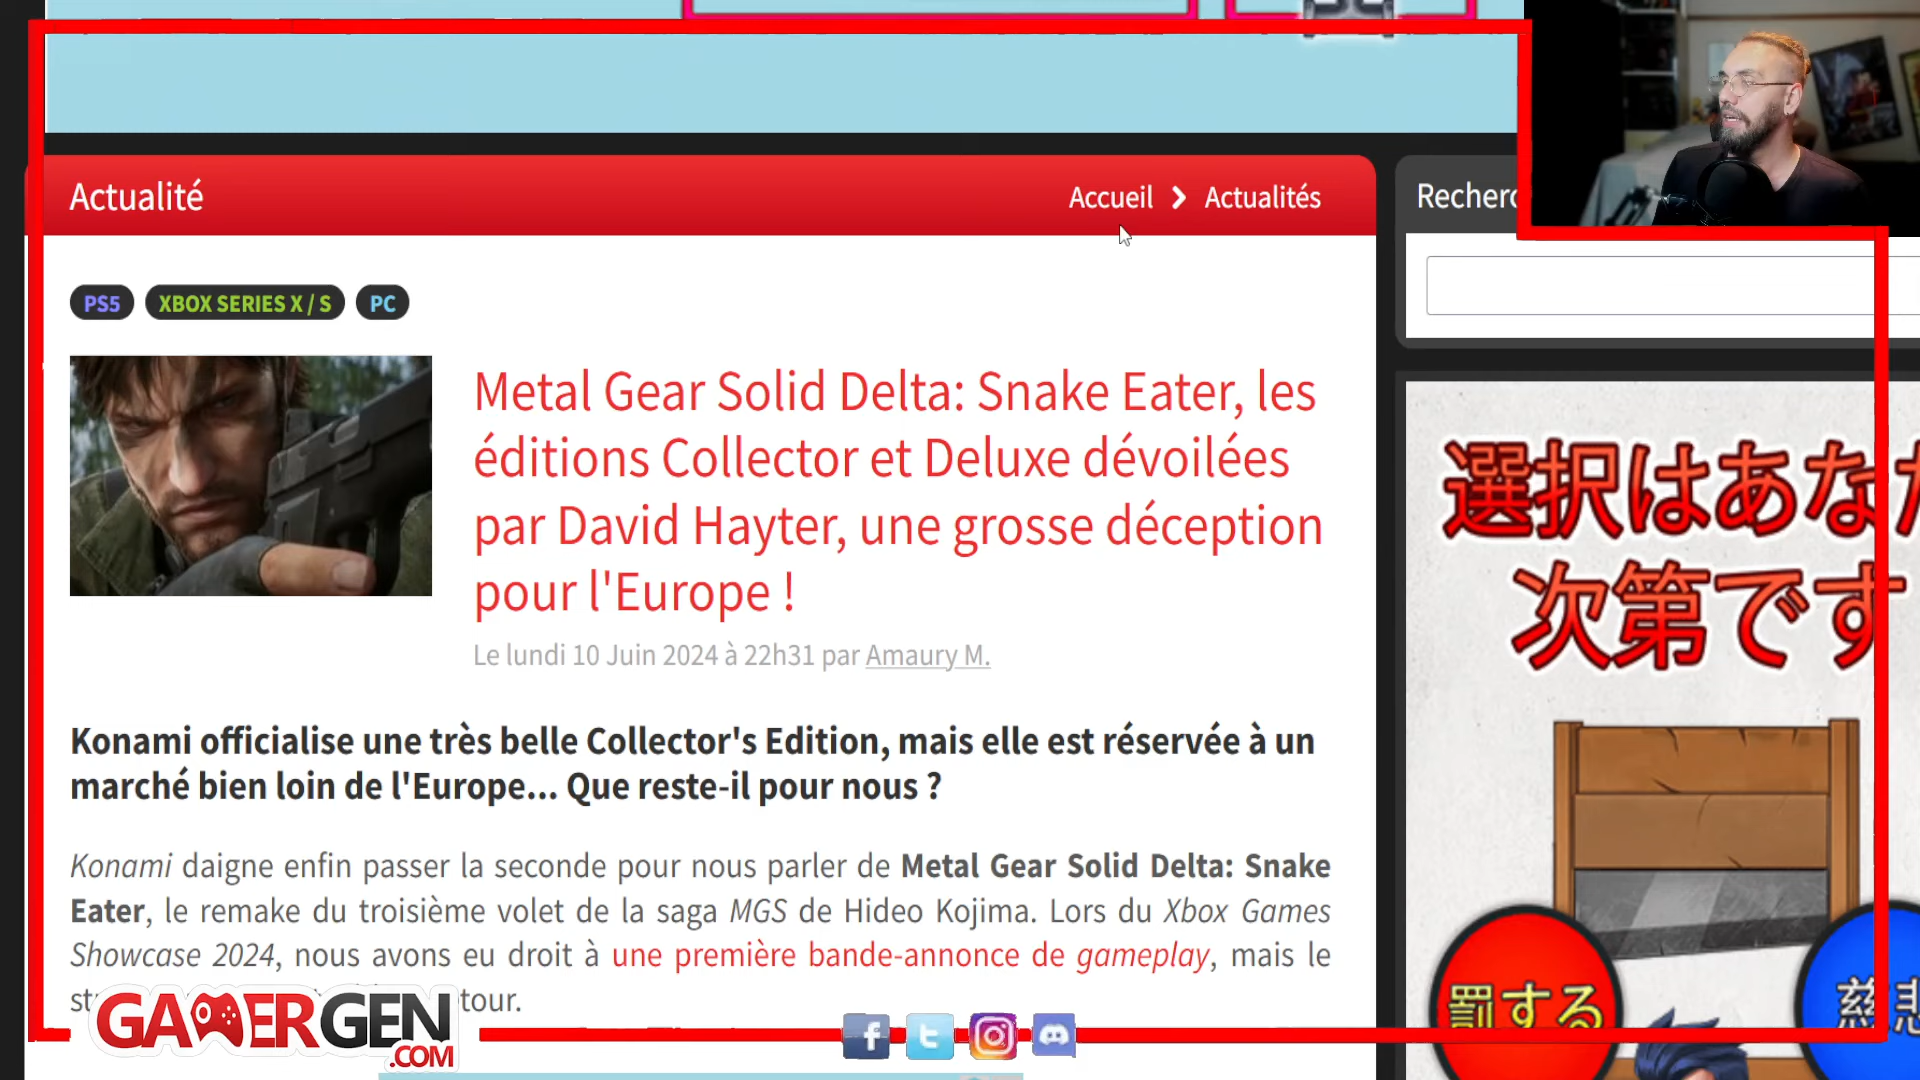 Actualité
Accueil > Actualités
PS5
XBOX SERIES X / S
PC
Metal Gear Solid Delta: Snake Eater, les
éditions Collector et Deluxe dévoilées
par David Hayter, une grosse déception
pour l'Europe !
Le lundi 10 Juin 2024 à 22h31 par Amaury M.
Konami officialise une très belle Collector's Edition, mais elle est réservée à un
marché bien loin de l'Europe... Que reste-il pour nous ?
Konami daigne enfin passer la seconde pour nous parler de Metal Gear Solid Delta: Snake
Eater, le remake du troisième volet de la saga MGS de Hideo Kojima. Lors du Xbox Games
Showcase 2024, nous avons eu droit à une première bande-annonce de gameplay, mais le
GAMERGEN
.COM
選択はあなた
次第です
罰する